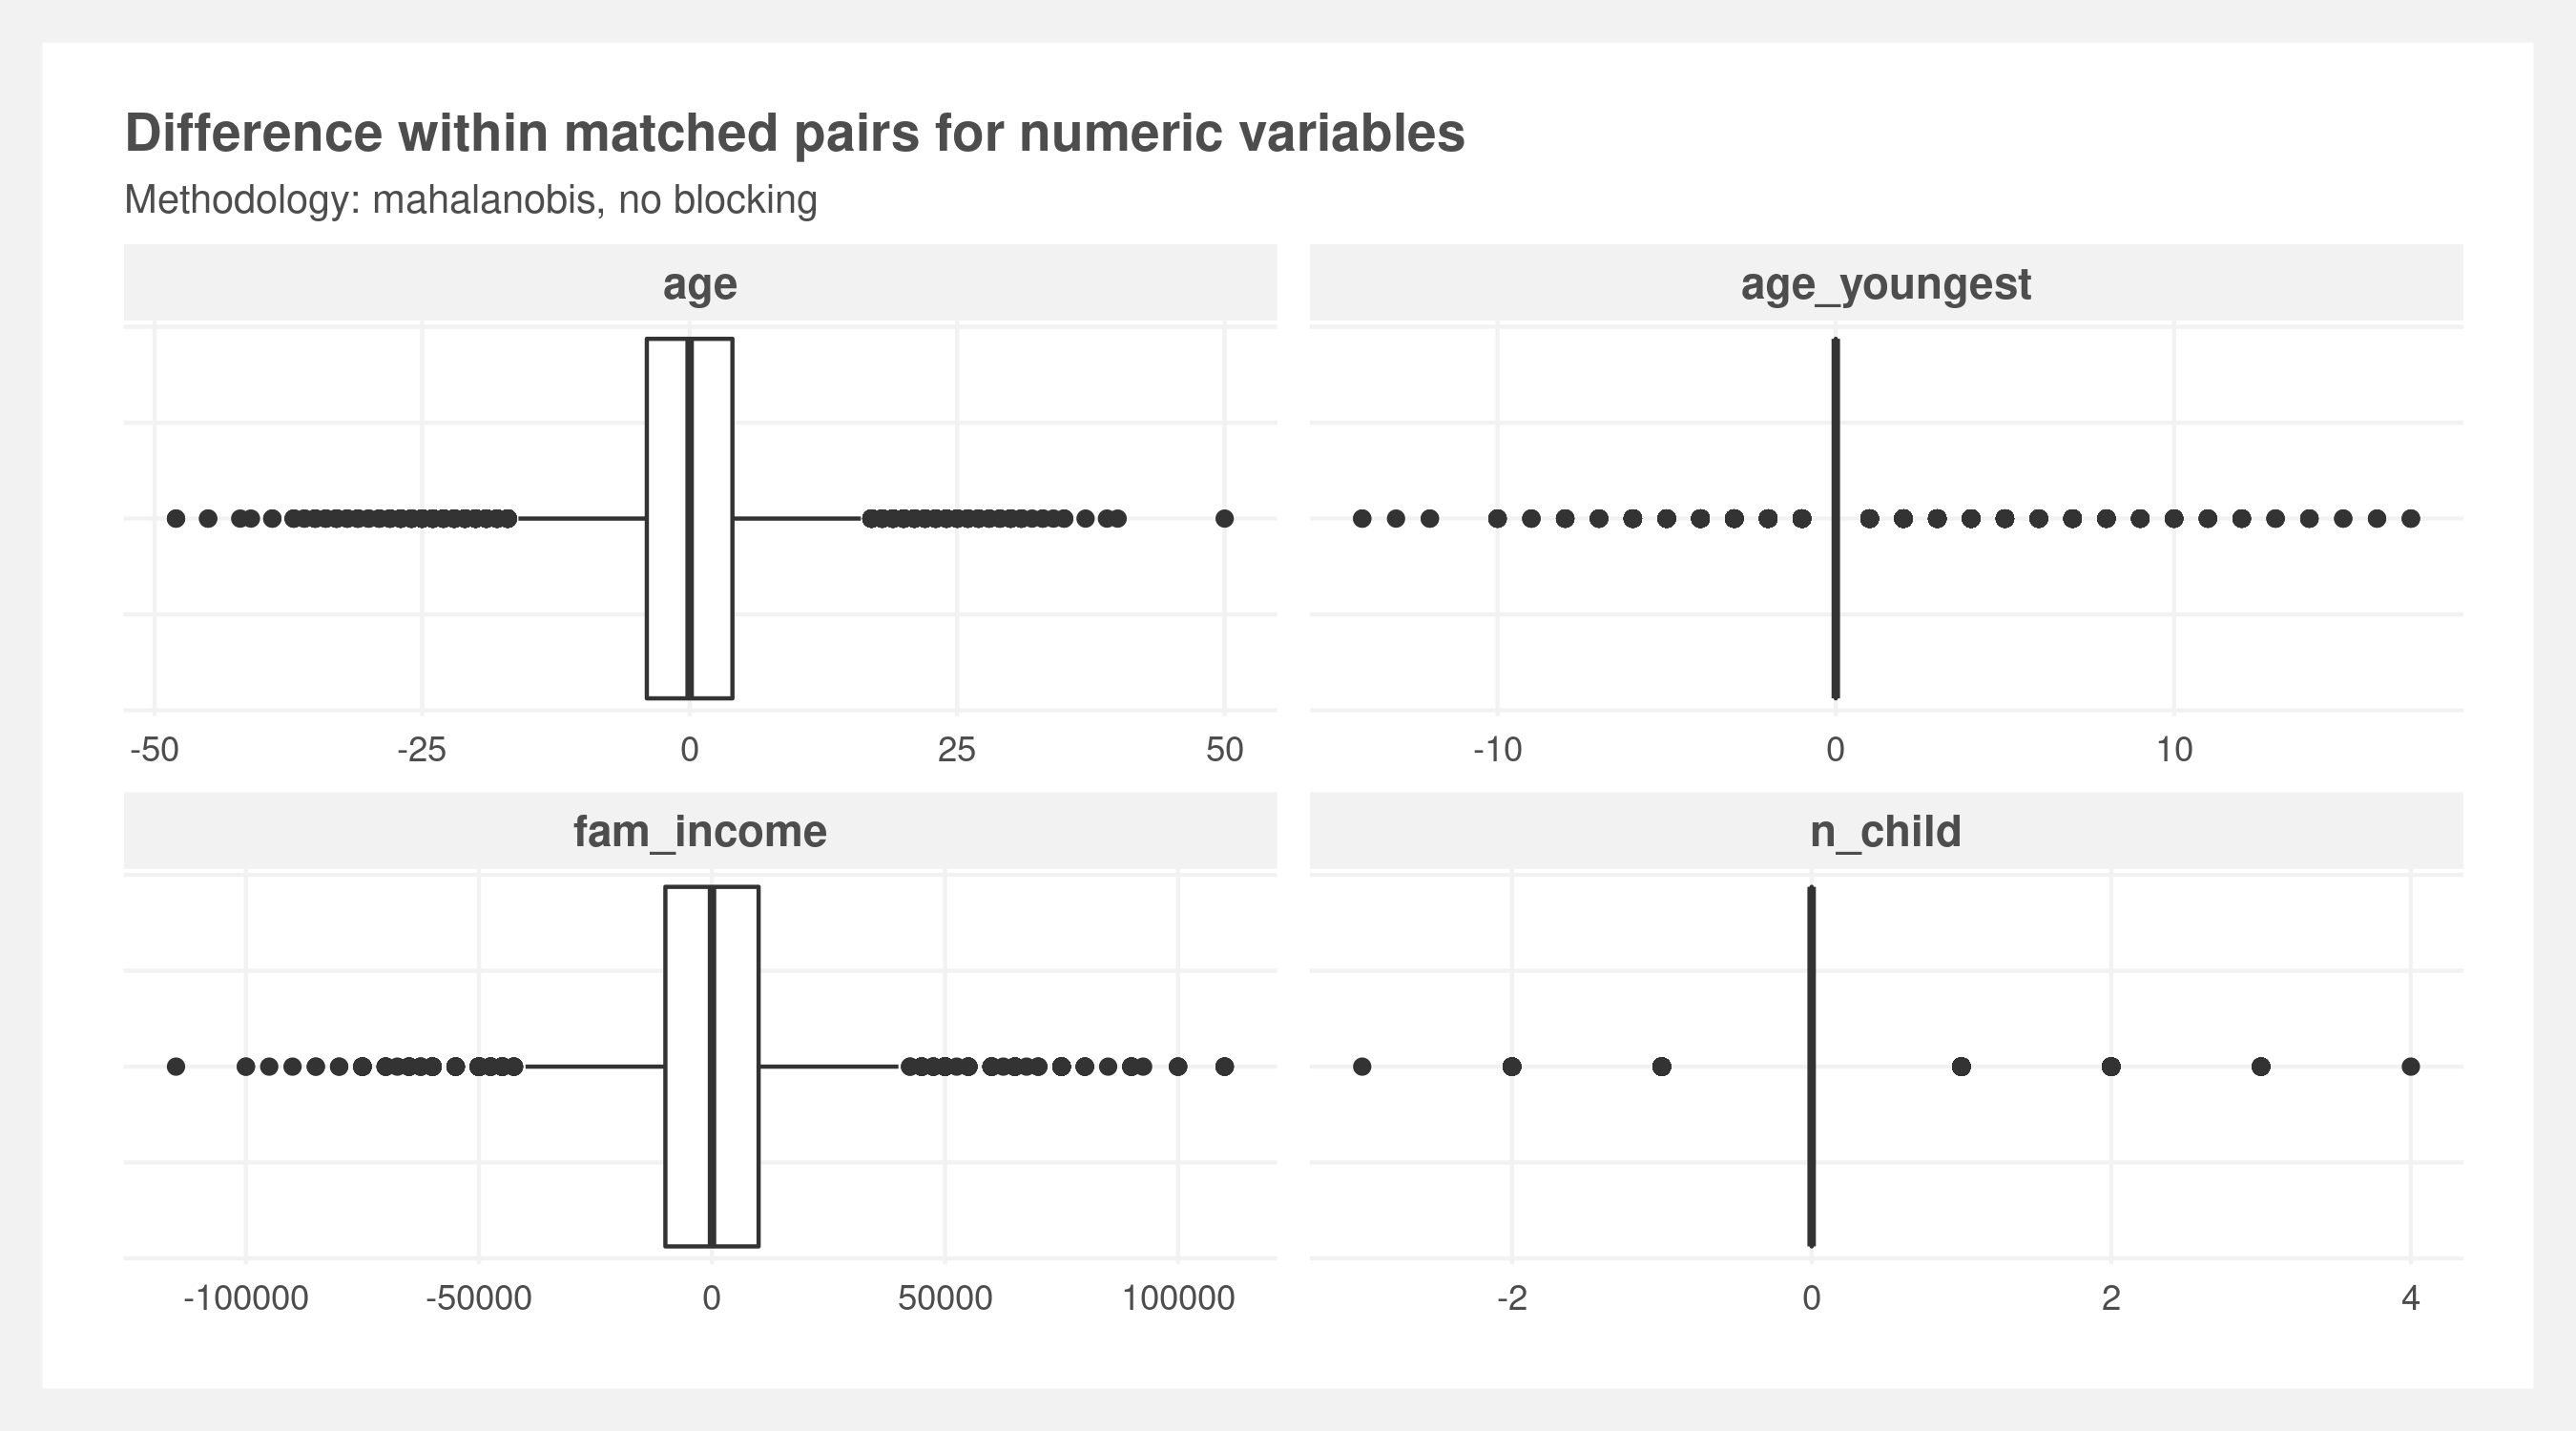 Difference within matched pairs for numeric variables
Methodology: mahalanobis, no blocking
age
age_youngest
-50 -25 0 25 50
-10 0 10
fam_income
n_child
-100000 -50000 0 50000 100000
-2 0 2 4